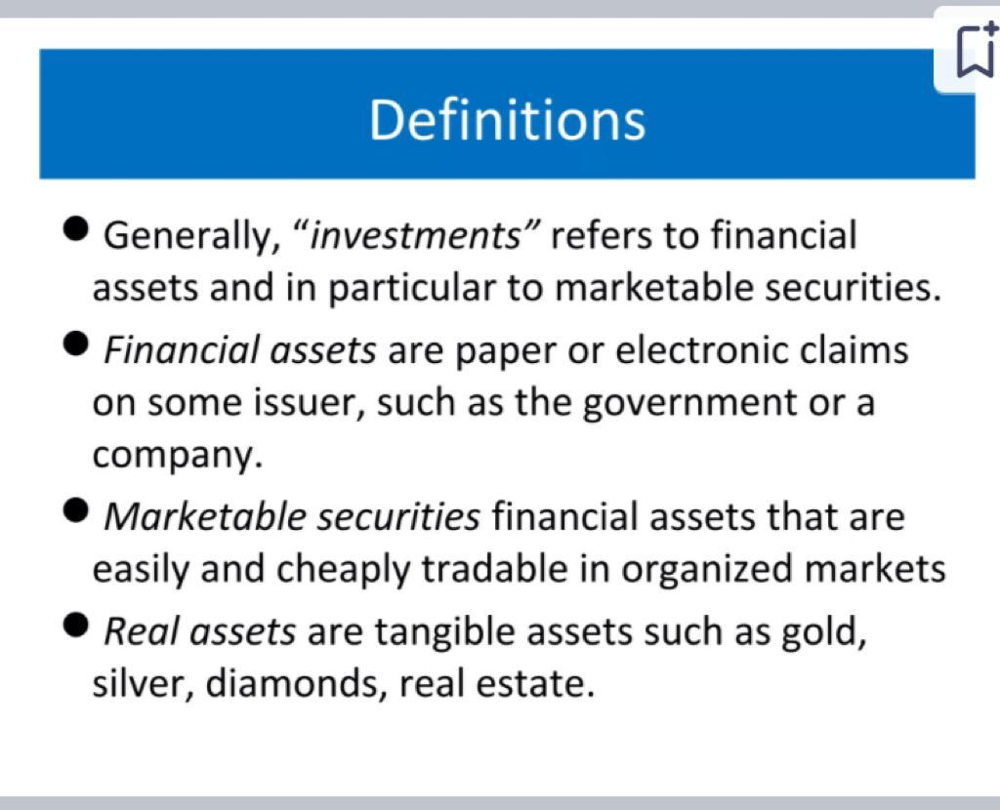 Definitions
● Generally, “investments” refers to financial
assets and in particular to marketable securities.
● Financial assets are paper or electronic claims
on some issuer, such as the government or a
company.
● Marketable securities financial assets that are
easily and cheaply tradable in organized markets
● Real assets are tangible assets such as gold,
silver, diamonds, real estate.